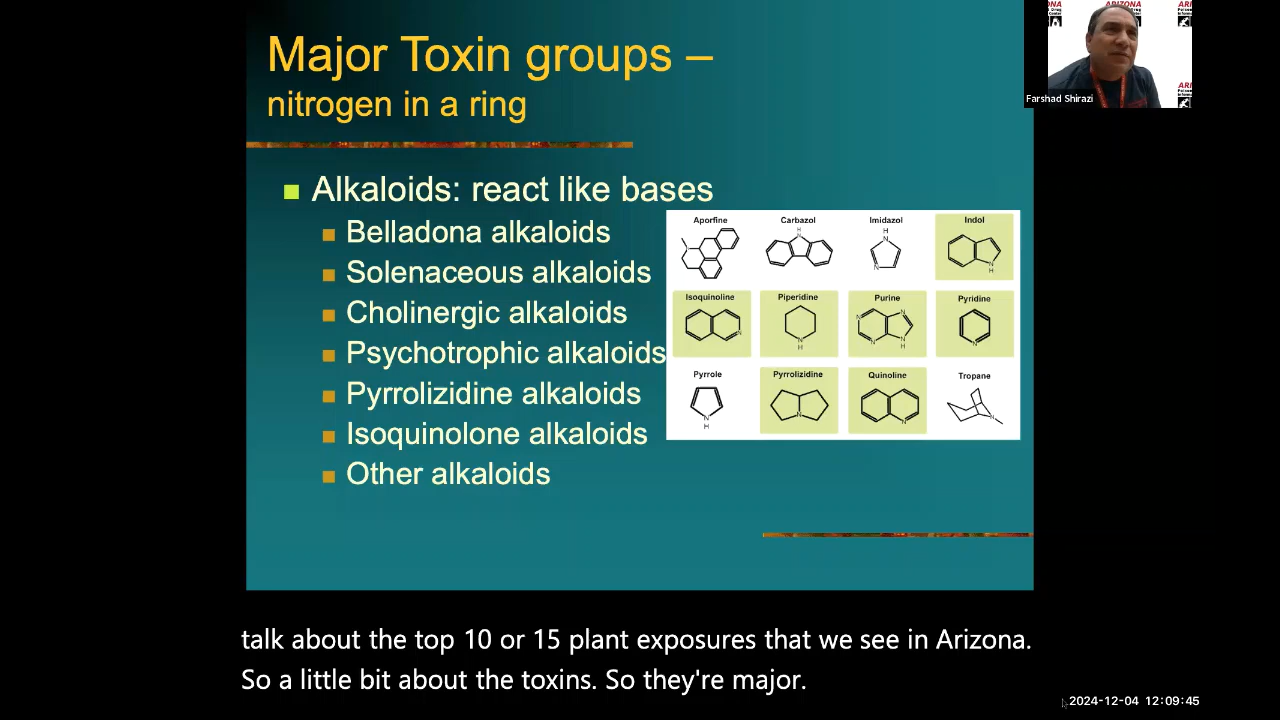 Major Toxin groups –
nitrogen in a ring
Alkaloids: react like bases
Belladona alkaloids
Solenaceous alkaloids
Cholinergic alkaloids
Psychotrophic alkaloids
Pyrrolizidine alkaloids
Isoquinolone alkaloids
Other alkaloids
Aporfine Carbazol Imidazol Indol
H
H
N
N
N
H
Isoquinoline Piperidine Purine Pyridine
N
N
H
N
N
N
N
H
N
Pyrrole Pyrrolizidine Quinoline Tropane
N
H
N
N
N
ARIZONA
Farshad Shirazi
talk about the top 10 or 15 plant exposures that we see in Arizona.
So a little bit about the toxins. So they're major.
2024-12-04 12:09:45